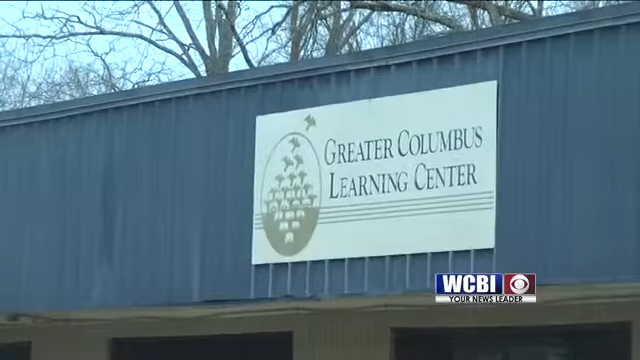 GREATER COLUMBUS
LEARNING CENTER
WCBI
YOUR NEWS LEADER